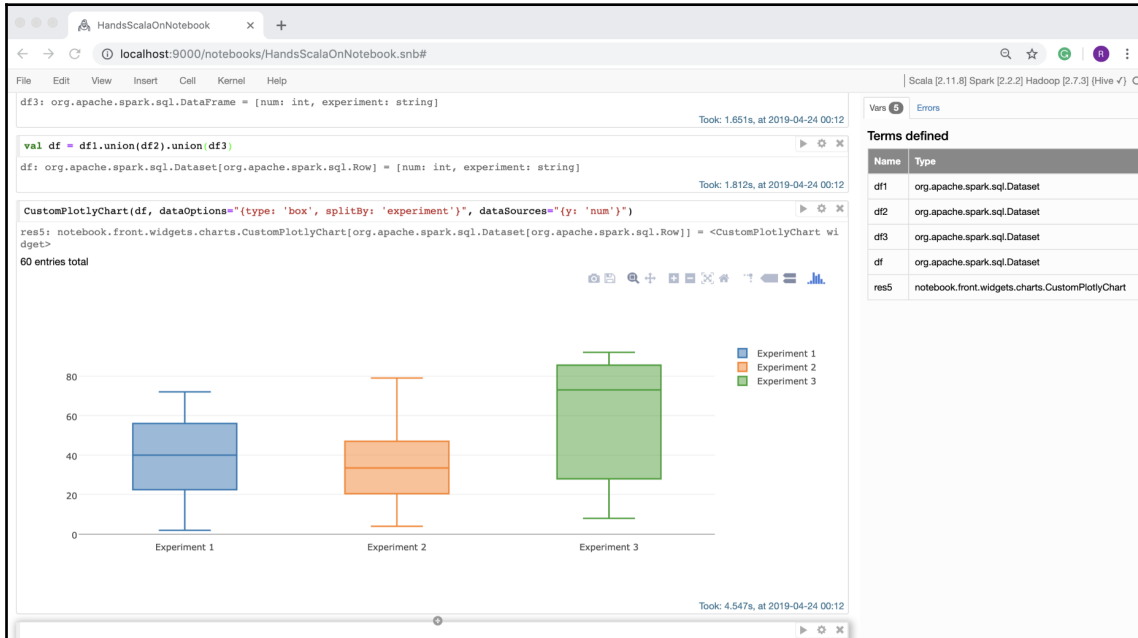 HandsScalaOnNotebook
localhost:9000/notebooks/HandsScalaOnNotebook.snb#
R
File Edit View Insert Cell Kernel Help
Scala [2.11.8] Spark [2.2.2] Hadoop [2.7.3] {Hive ✓}
df3: org.apache.spark.sql.DataFrame = [num: int, experiment: string]
Took: 1.651s, at 2019-04-24 00:12
val df = df1.union(df2).union(df3)
df: org.apache.spark.sql.Dataset[org.apache.spark.sql.Row] = [num: int, experiment: string]
Took: 1.812s, at 2019-04-24 00:12
CustomPlotlyChart(df, dataOptions="{type: 'box', splitBy: 'experiment'}", dataSources="{y: 'num'}")
res5: notebook.front.widgets.charts.CustomPlotlyChart[org.apache.spark.sql.Dataset[org.apache.spark.sql.Row]] = <CustomPlotlyChart wi
dget>
60 entries total
Experiment 1
Experiment 2
Experiment 3
80
60
40
20
0
Experiment 1 Experiment 2 Experiment 3
Took: 4.547s, at 2019-04-24 00:12
Vars 5 Errors
Terms defined
Name Type
df1 org.apache.spark.sql.Dataset
df2 org.apache.spark.sql.Dataset
df3 org.apache.spark.sql.Dataset
df org.apache.spark.sql.Dataset
res5 notebook.front.widgets.charts.CustomPlotlyChart